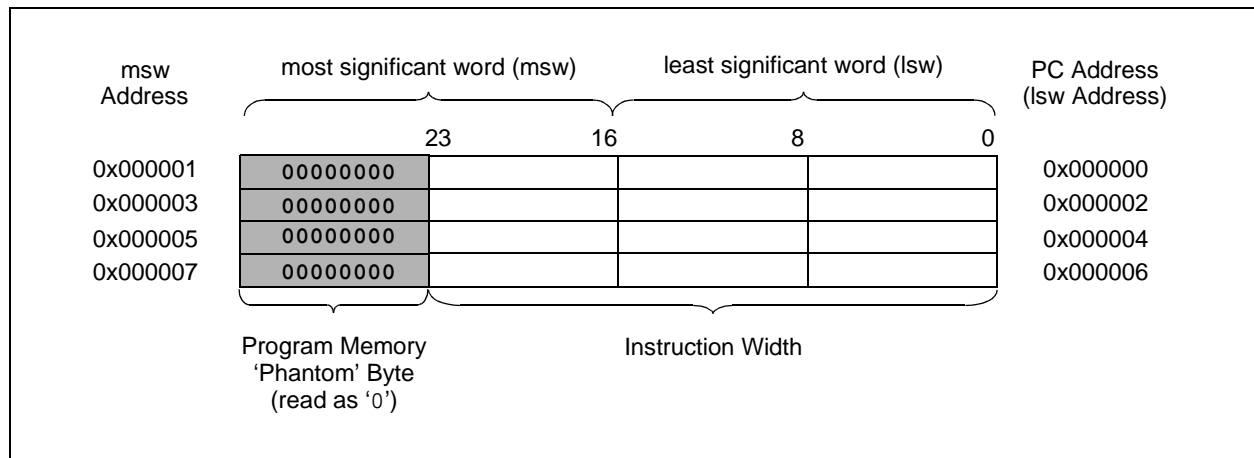 msw
Address
most significant word (msw)
least significant word (lsw)
PC Address
(lsw Address)
23 16 8 0
0x000001 00000000 0x000000
0x000003 00000000 0x000002
0x000005 00000000 0x000004
0x000007 00000000 0x000006
Program Memory
‘Phantom’ Byte
(read as ‘0’)
Instruction Width